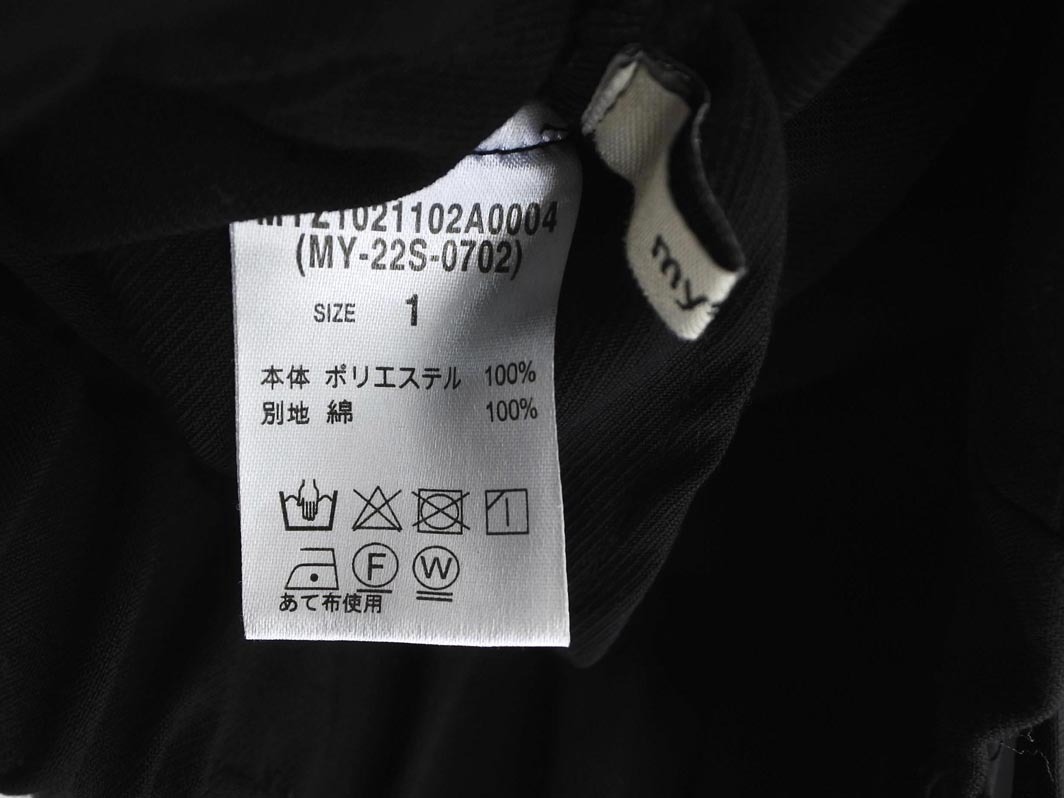 MYZ1021102A0004
(MY-22S-0702)
SIZE 1
本体 ポリエステル 100%
別地 綿 100%
F W
あて布使用
my